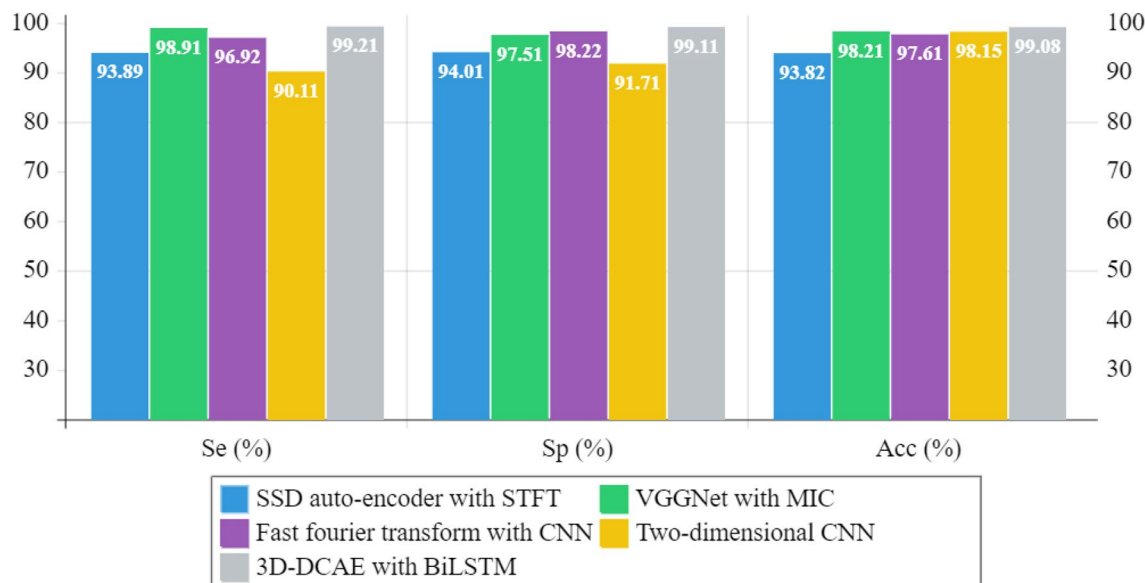 100 100
93.89 98.91 96.92 90.11 99.21 94.01 97.51 98.22 91.71 99.11 93.82 98.21 97.61 98.15 99.08
90 90
80 80
70 70
60 60
50 50
40 40
30 30
Se (%) Sp (%) Acc (%)
SSD auto-encoder with STFT VGGNet with MIC
Fast fourier transform with CNN Two-dimensional CNN
3D-DCAE with BiLSTM